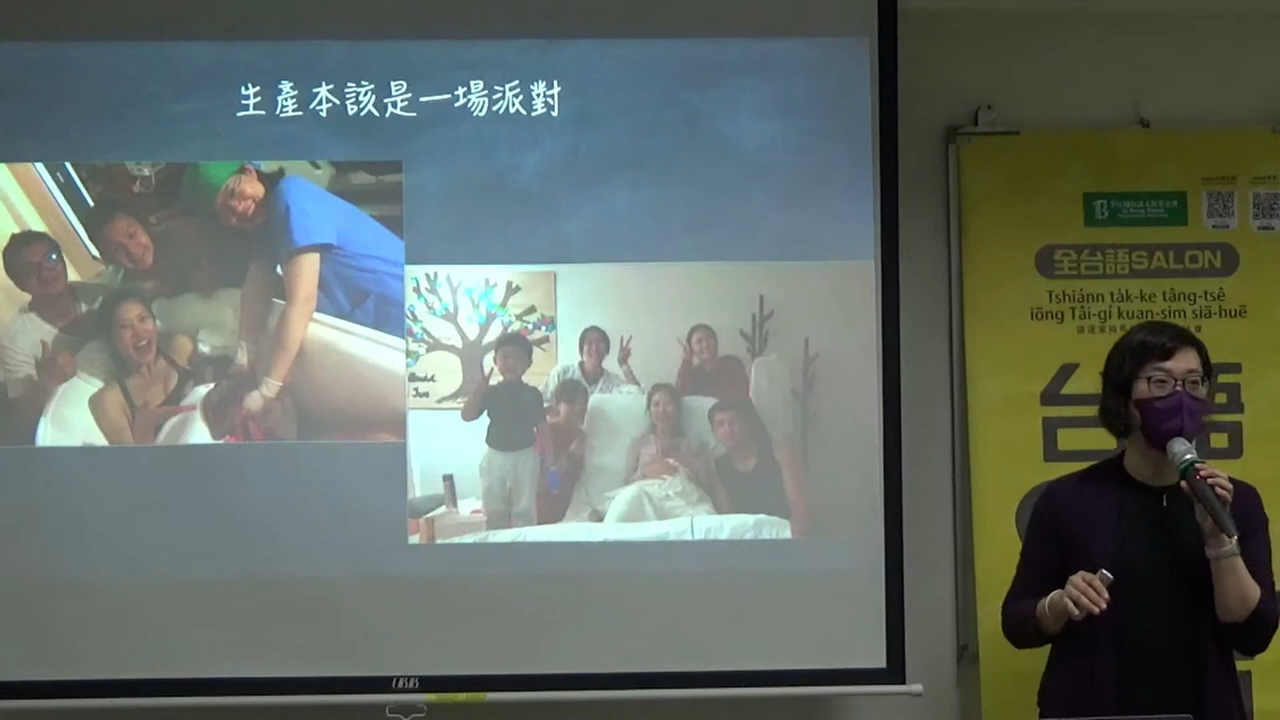 生產本該是一場派對
全台語SALON
Tshiánn ta̍k-ke tâng-tsê
iōng Tâi-gí kuan-sim siā-huē
台語